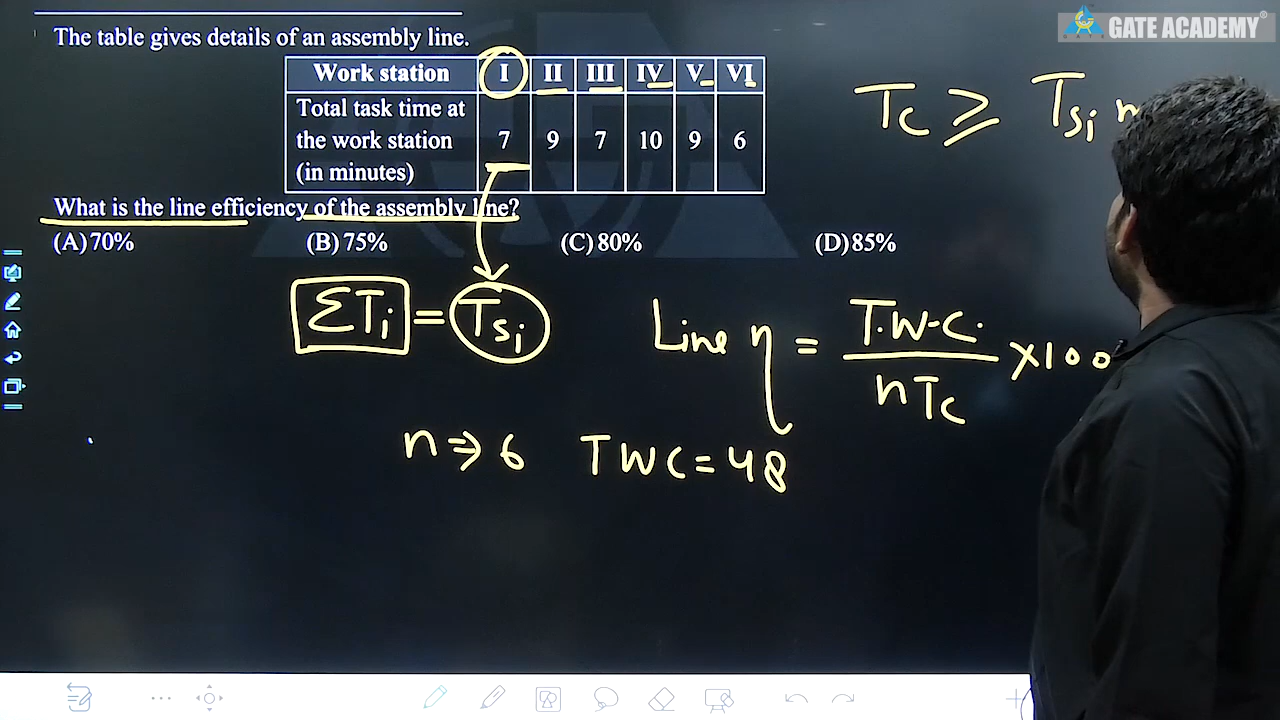 GATE ACADEMY®
The table gives details of an assembly line.
Work station I II III IV V VI
Total task time at
the work station
(in minutes)
7 9 7 10 9 6
What is the line efficiency of the assembly line?
(A) 70% (B) 75% (C) 80% (D) 85%
Tc ≥ Tsi
ΣTi = Tsi
Line η = T.W.C. / nTc × 100
n ⇒ 6 TWC = 48